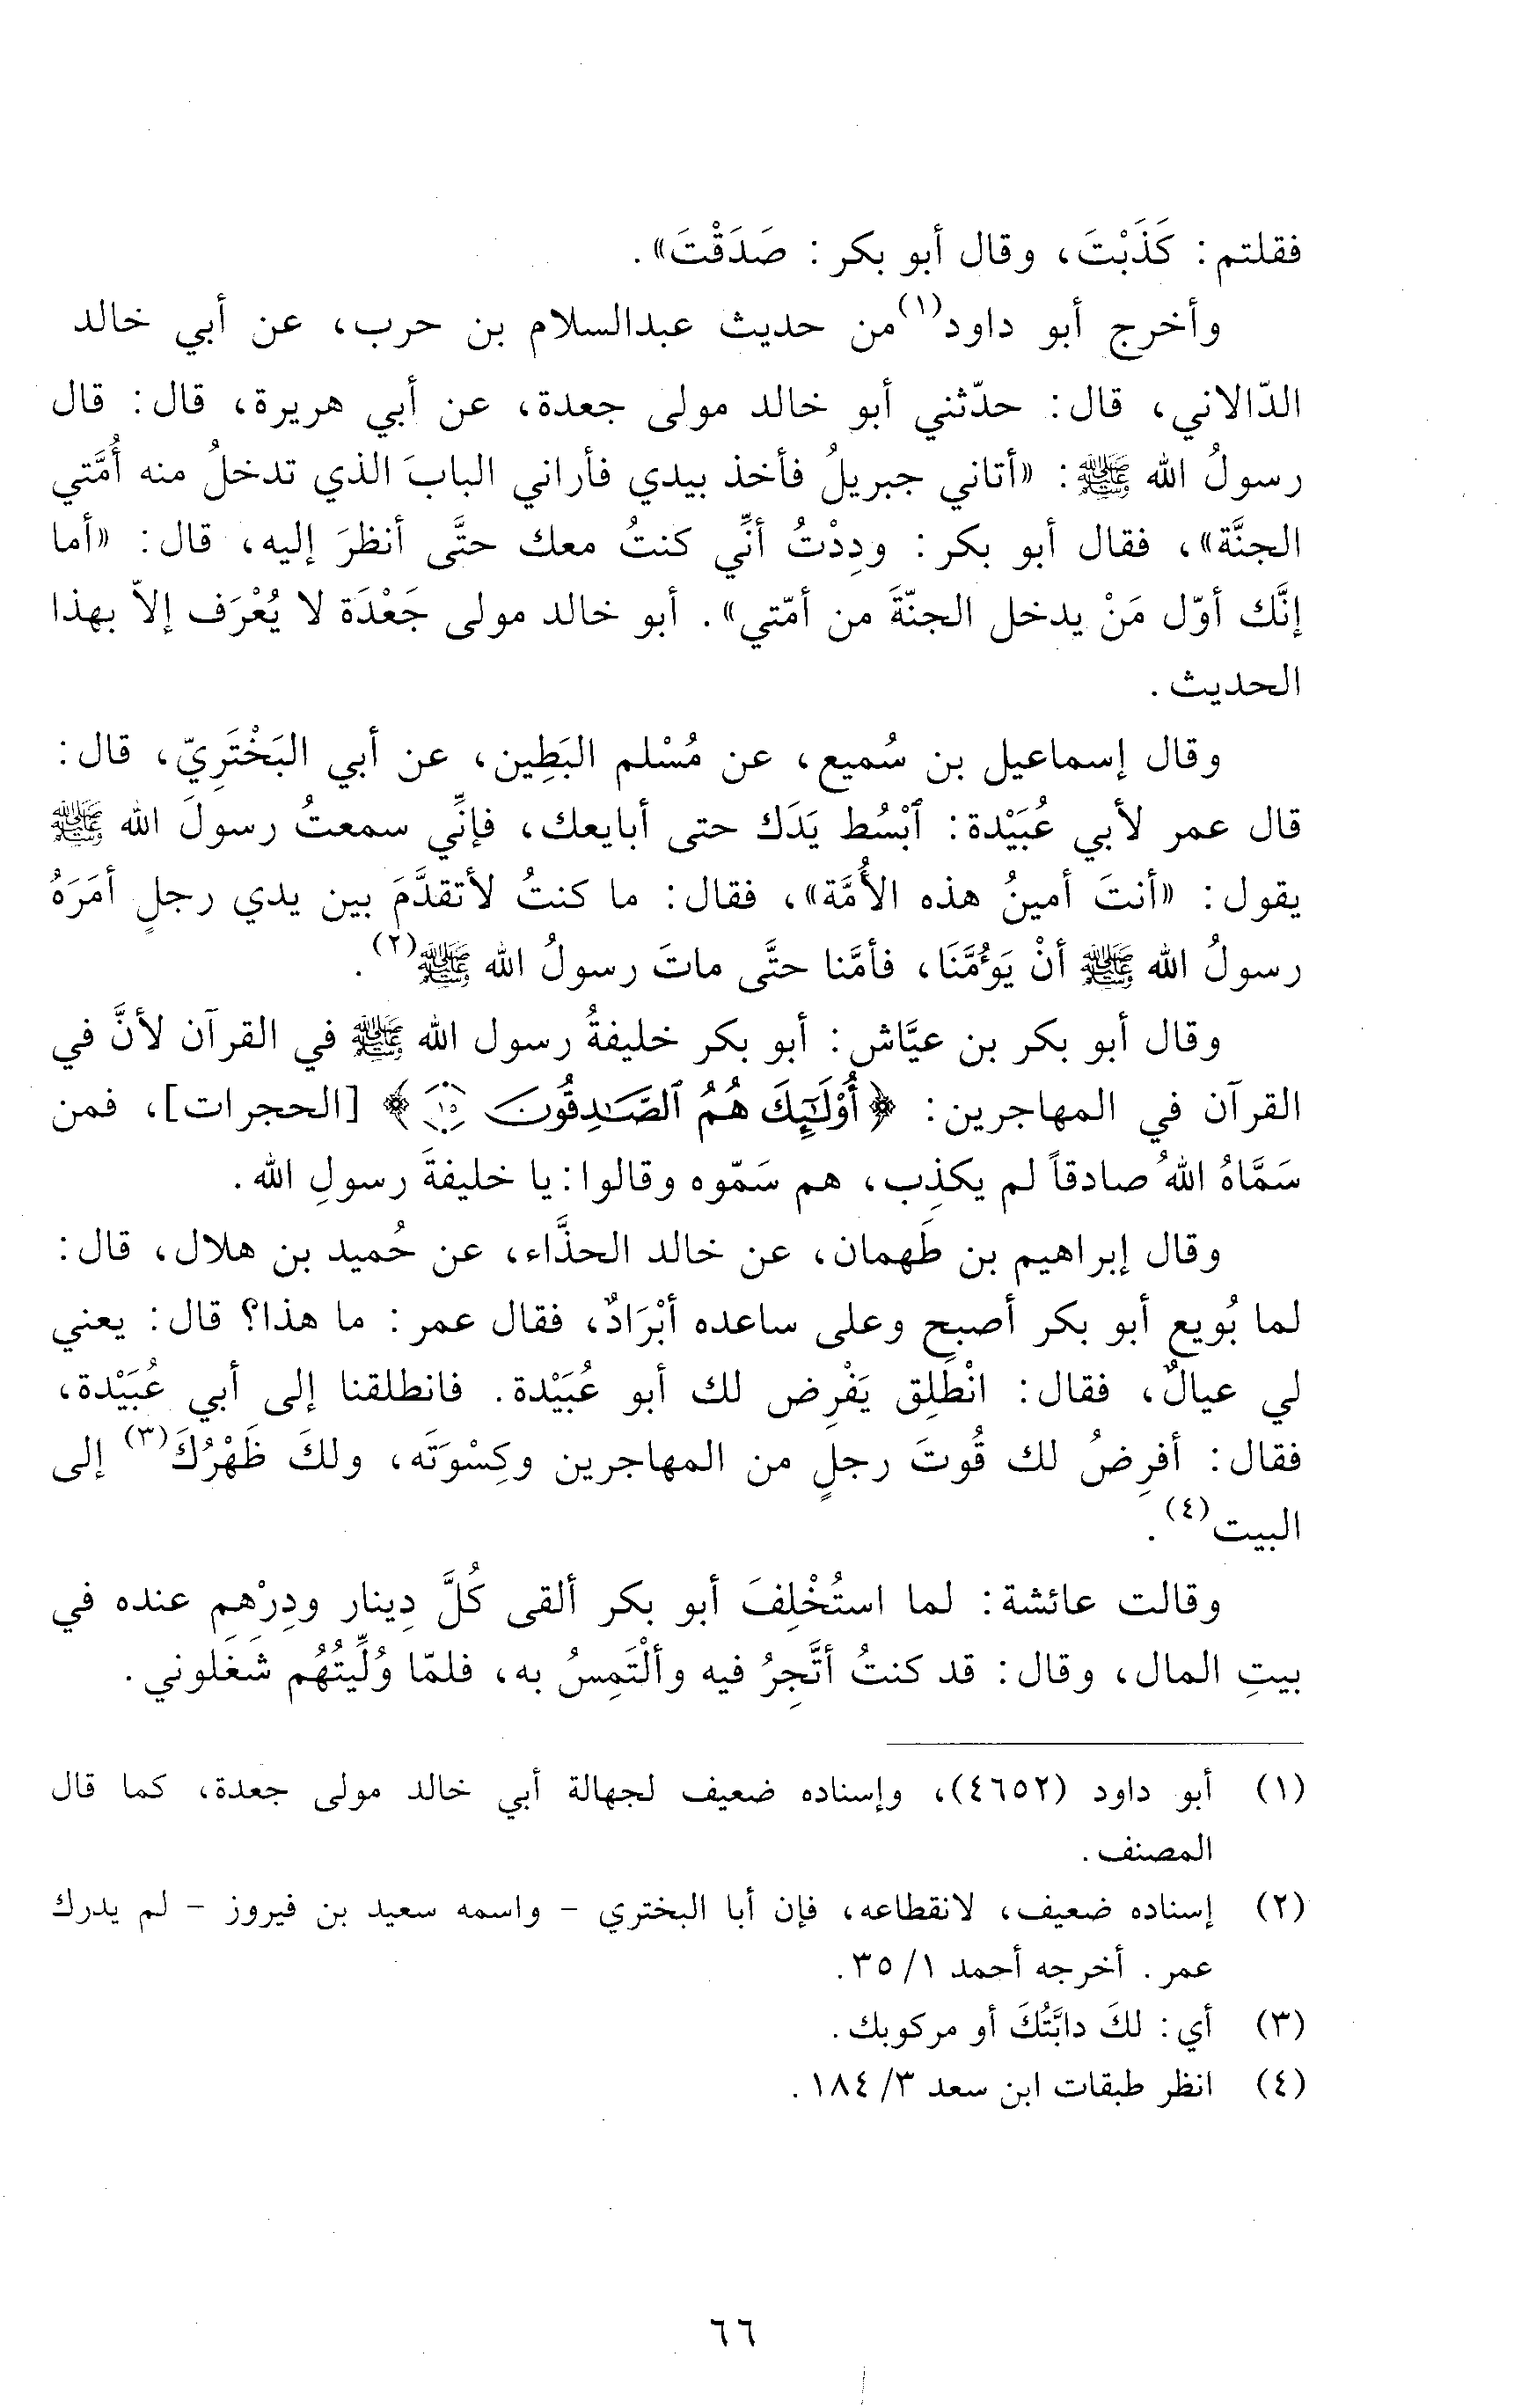 فقلتم: كَذَبْتَ، وقال أبو بكر: صَدَقْتَ».
وأخرج أبو داود(١) من حديث عبدالسلام بن حرب، عن أبي خالد
الدّالاني، قال: حدّثني أبو خالد مولى جعدة، عن أبي هريرة، قال: قال
رسولُ الله ﷺ: «أتاني جبريلُ فأخذ بيدي فأراني البابَ الذي تدخلُ منه أُمَّتي
الجنَّة»، فقال أبو بكر: ودِدْتُ أنِّي كنتُ معك حتَّى أنظرَ إليه، قال: «أما
إنَّك أوّل مَنْ يدخل الجنّةَ من أمّتي». أبو خالد مولى جَعْدَة لا يُعْرَف إلاّ بهذا
الحديث.
وقال إسماعيل بن سُميع، عن مُسْلم البَطِين، عن أبي البَخْتَرِيّ، قال:
قال عمر لأبي عُبَيْدة: ٱبْسُط يَدَك حتى أبايعك، فإنِّي سمعتُ رسولَ الله ﷺ
يقول: «أنتَ أمينُ هذه الأُمَّة»، فقال: ما كنتُ لأتقدَّمَ بين يدي رجلٍ أمَرَهُ
رسولُ الله ﷺ أنْ يَؤُمَّنَا، فأمَّنا حتَّى ماتَ رسولُ الله ﷺ(٢).
وقال أبو بكر بن عيَّاش: أبو بكر خليفةُ رسول الله ﷺ في القرآن لأنَّ في
القرآن في المهاجرين: ﴿أُوْلَٰٓئِكَ هُمُ ٱلصَّٰدِقُونَ ١٥﴾ [الحجرات]، فمن
سَمَّاهُ اللهُ صادقاً لم يكذِب، هم سَمّوه وقالوا: يا خليفةَ رسولِ الله.
وقال إبراهيم بن طَهمان، عن خالد الحذَّاء، عن حُميد بن هلال، قال:
لما بُويع أبو بكر أصبح وعلى ساعده أبْرَادٌ، فقال عمر: ما هذا؟ قال: يعني
لي عيالٌ، فقال: انْطَلِق يَفْرِض لك أبو عُبَيْدة. فانطلقنا إلى أبي عُبَيْدة،
فقال: أفرِضُ لك قُوتَ رجلٍ من المهاجرين وكِسْوَتَه، ولكَ ظَهْرُكَ(٣) إلى
البيت(٤).
وقالت عائشة: لما استُخْلِفَ أبو بكر ألقى كُلَّ دِينار ودِرْهم عنده في
بيتِ المال، وقال: قد كنتُ أتَّجِرُ فيه وألْتَمِسُ به، فلمّا وُلِّيتُهُم شَغَلوني.
(١) أبو داود (٤٦٥٢)، وإسناده ضعيف لجهالة أبي خالد مولى جعدة، كما قال
المصنف.
(٢) إسناده ضعيف، لانقطاعه، فإن أبا البختري - واسمه سعيد بن فيروز - لم يدرك
عمر. أخرجه أحمد ١/ ٣٥.
(٣) أي: لكَ دابَّتُكَ أو مركوبك.
(٤) انظر طبقات ابن سعد ٣/ ١٨٤.
٦٦